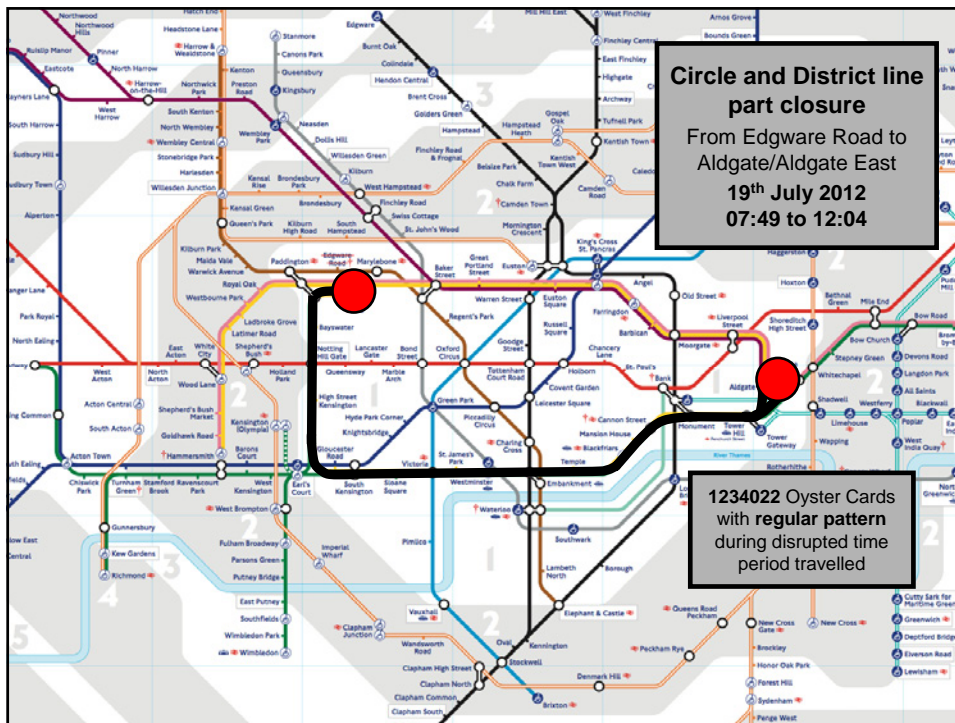 Circle and District line
part closure
From Edgware Road to
Aldgate/Aldgate East
19th July 2012
07:49 to 12:04
1234022 Oyster Cards
with regular pattern
during disrupted time
period travelled
Northwood
Northwood
Hills
Hatch End
Headstone Lane
Stanmore
Edgware
Mill Hill East
West Finchley
Arnos Grove
Bounds Green
Pinner
Harrow &
Wealdstone
Canons Park
Burnt Oak
Finchley Central
Ruislip Manor
Eastcote
North Harrow
Harrow-
on-the-Hill
Northwick
Park
Preston
Road
Kenton
Queensbury
Kingsbury
Colindale
Hendon Central
East Finchley
Highgate
Rayners Lane
West
Harrow
South Kenton
Brent Cross
Archway
South Harrow
North Wembley
Wembley
Park
Neasden
Golders Green
Gospel
Oak
Tufnell Park
Wembley Central
Dollis Hill
Hampstead
Hampstead
Heath
Sudbury Hill
Stonebridge Park
Willesden Green
Finchley Road
& Frognal
Kentish
Town West
Kentish Town
Harlesden
Kilburn
Belsize Park
Sudbury Town
Willesden Junction
Kensal
Rise
Brondesbury
Park
West Hampstead
Chalk Farm
Camden
Road
Kensal Green
Brondesbury
Finchley Road
Camden Town
Alperton
Queen's Park
Kilburn
High Road
South
Hampstead
Swiss Cottage
St. John's Wood
Mornington
Crescent
King's Cross
St. Pancras
Haggerston
Kilburn Park
Maida Vale
Warwick Avenue
Paddington
Edgware
Road
Marylebone
Baker
Street
Great
Portland
Street
Euston
Angel
Hoxton
Hanger Lane
Royal Oak
Warren Street
Euston
Square
Farringdon
Old Street
Liverpool
Street
Bethnal
Green
Mile End
Park Royal
Westbourne Park
Regent's Park
Russell
Square
Barbican
Shoreditch
High Street
Bow Road
Ladbroke Grove
Latimer Road
Bayswater
Moorgate
Bow Church
North Ealing
East
Acton
White
City
Shepherd's
Bush
Notting
Hill Gate
Lancaster
Gate
Bond
Street
Oxford
Circus
Goodge
Street
Chancery
Lane
Stepney Green
Devons Road
West
Acton
North
Acton
Holland
Park
Queensway
Marble
Arch
Tottenham
Court Road
Holborn
St. Paul's
Bank
Aldgate
Whitechapel
Langdon Park
Wood Lane
High Street
Kensington
Green Park
Covent Garden
All Saints
Acton Central
Shepherd's
Bush Market
Kensington
(Olympia)
Hyde Park Corner
Leicester Square
Cannon Street
Shadwell
Westferry
Blackwall
Ealing Common
South Acton
Goldhawk Road
Knightsbridge
Piccadilly
Circus
Mansion House
Monument
Tower
Hill
Fenchurch Street
Limehouse
Poplar
Hammersmith
Barons
Court
Gloucester
Road
Charing
Cross
Blackfriars
Tower
Gateway
Wapping
West
India Quay
South Ealing
Acton Town
Victoria
St. James's
Park
Temple
River Thames
Chiswick
Park
Turnham
Green
Stamford
Brook
Ravenscourt
Park
West
Kensington
Earl's
Court
South
Kensington
Sloane
Square
Westminster
Embankment
Rotherhithe
North
Greenwich
Gunnersbury
West Brompton
Waterloo
Southwark
Kew Gardens
Fulham Broadway
Imperial
Wharf
Pimlico
Borough
Richmond
Parsons Green
Lambeth
North
Putney Bridge
East Putney
Vauxhall
Elephant & Castle
Queens Road
Peckham
Cutty Sark for
Maritime Greenwich
Southfields
Clapham
Junction
Oval
Kennington
New Cross
Gate
New Cross
Greenwich
Wimbledon Park
Wandsworth
Road
Peckham Rye
Deptford Bridge
Wimbledon
Stockwell
Brockley
Elverson Road
Clapham High Street
Denmark Hill
Honor Oak Park
Lewisham
Clapham North
Forest Hill
Clapham Common
Brixton
Sydenham
Clapham South
Penge West